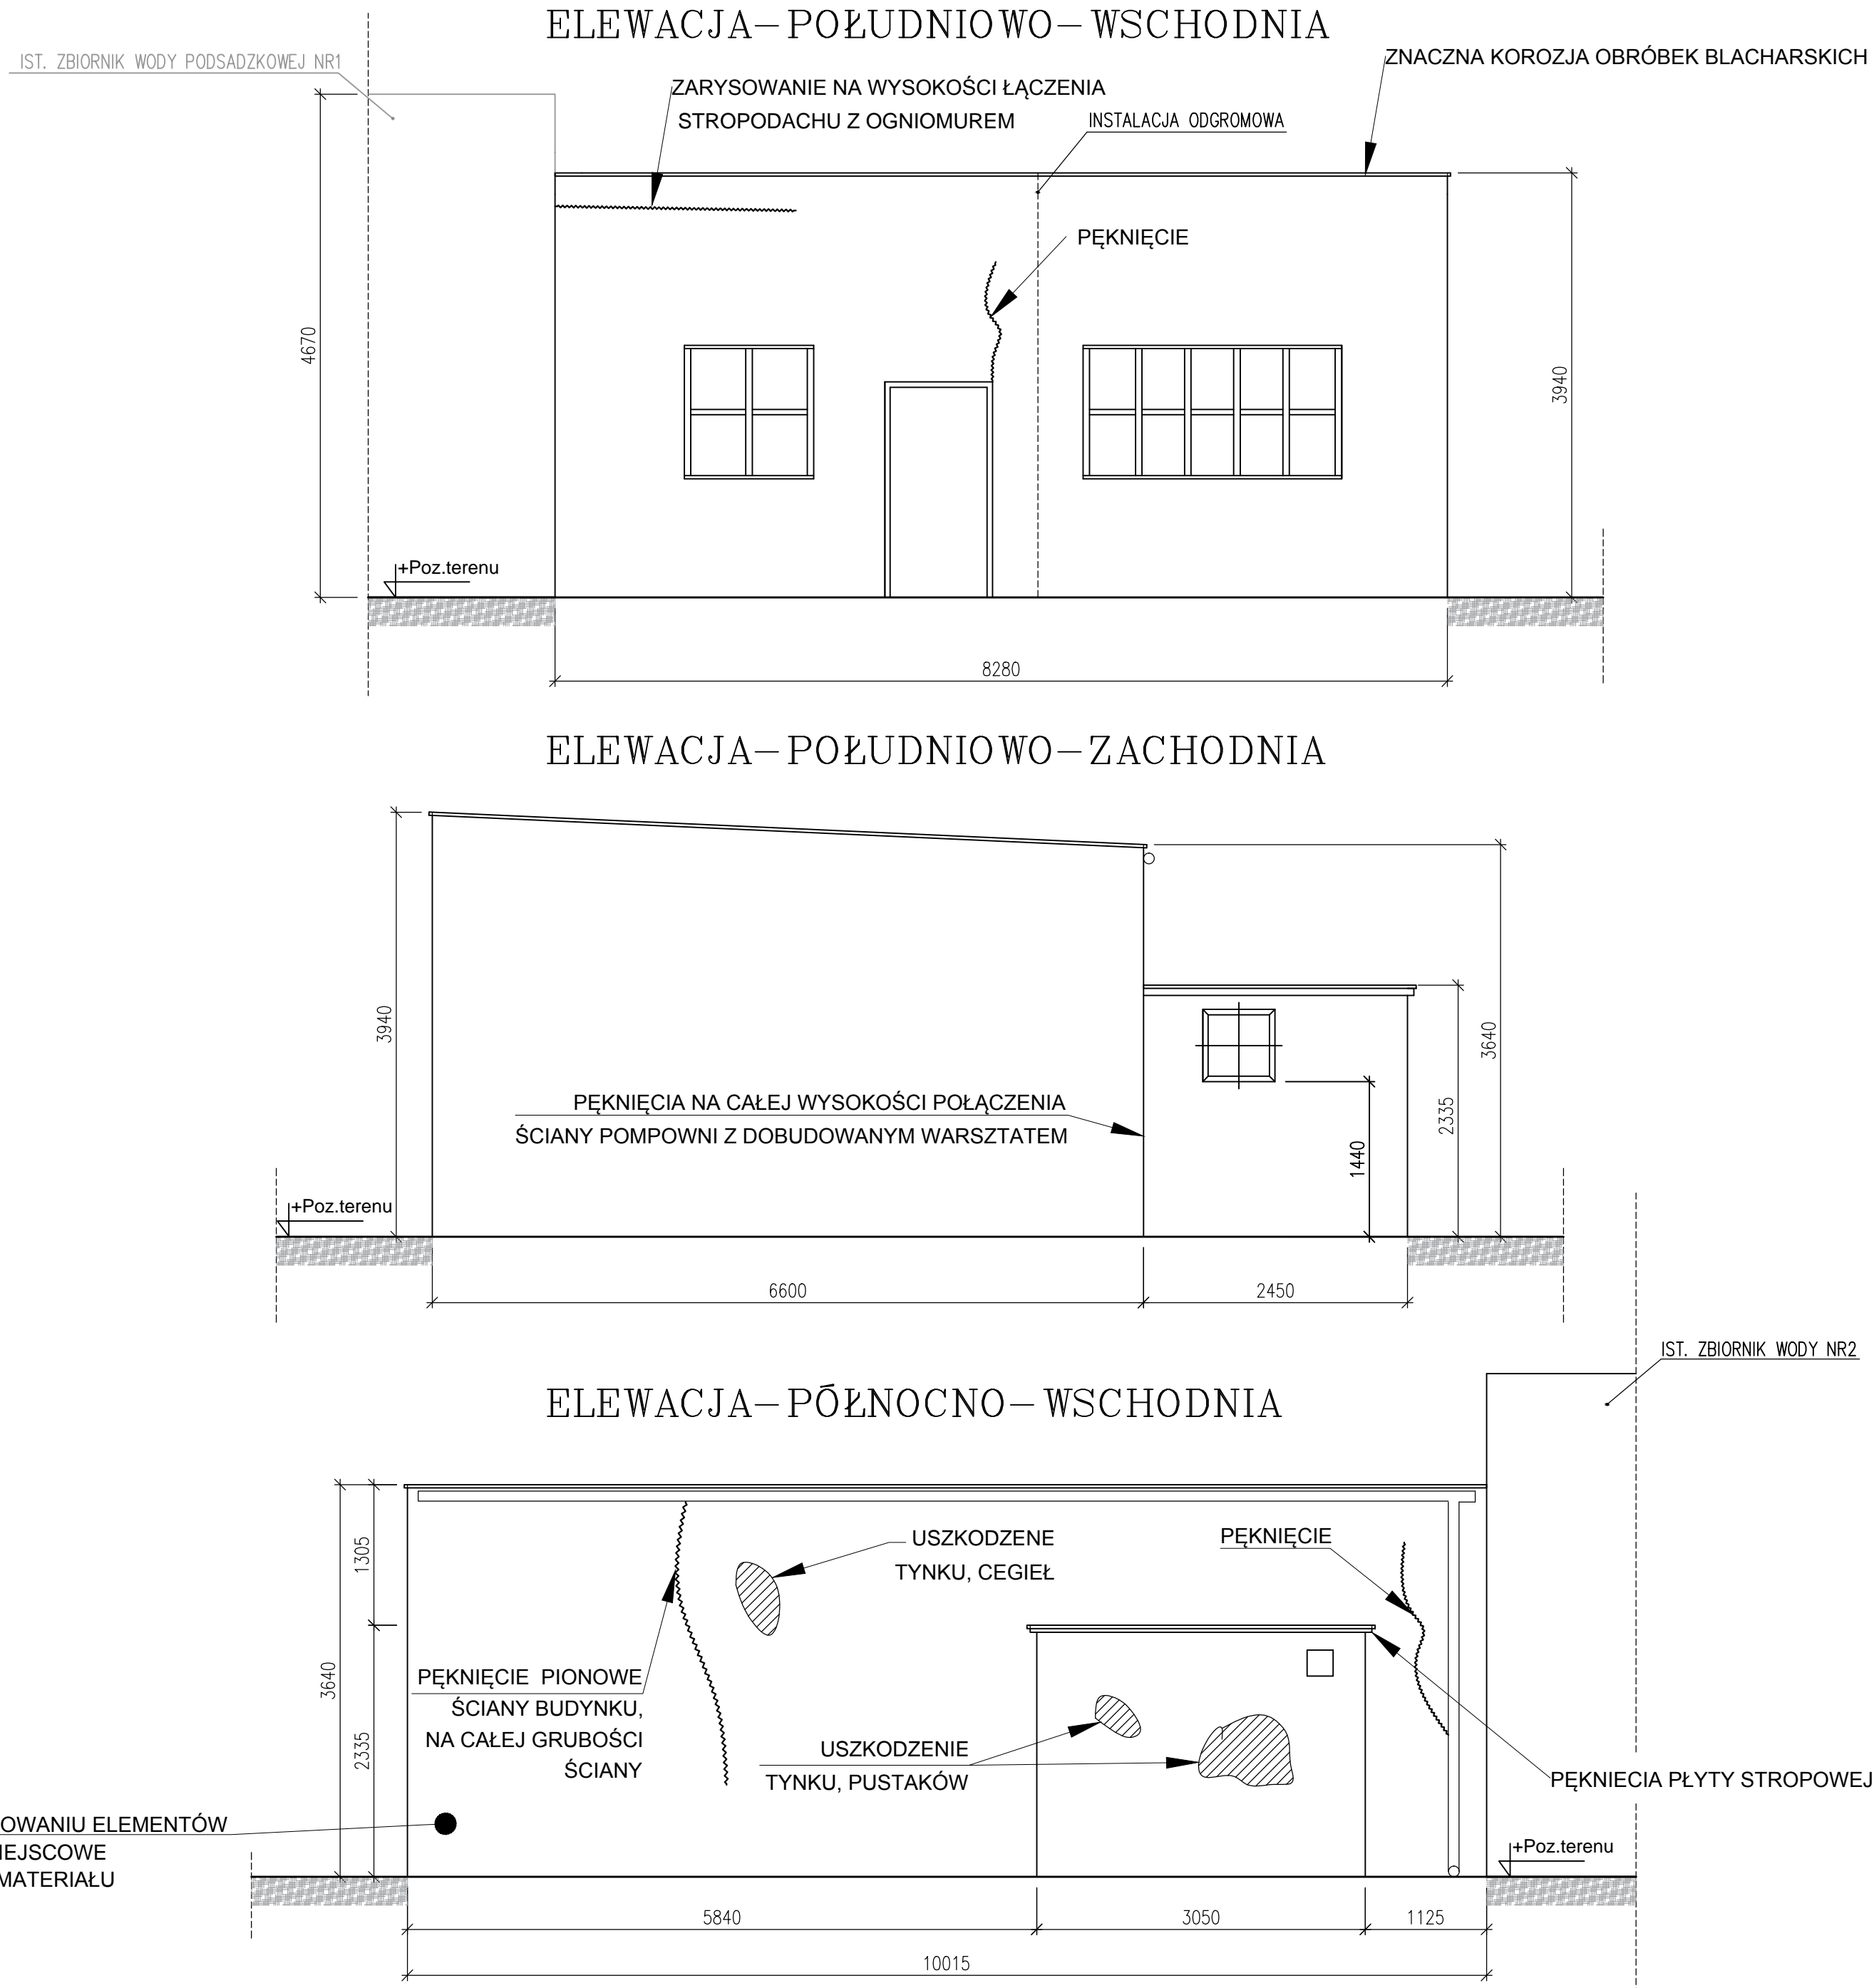 ELEWACJA-POŁUDNIOWO-WSCHODNIA
IST. ZBIORNIK WODY PODSADZKOWEJ NR1
ZNACZNA KOROZJA OBRÓBEK BLACHARSKICH
ZARYSOWANIE NA WYSOKOŚCI ŁĄCZENIA
STROPODACHU Z OGNIOMUREM
INSTALACJA ODGROMOWA
PĘKNIĘCIE
4670
3940
+Poz.terenu
8280
ELEWACJA-POŁUDNIOWO-ZACHODNIA
3940
3640
2335
1440
PĘKNIĘCIA NA CAŁEJ WYSOKOŚCI POŁĄCZENIA
ŚCIANY POMPOWNI Z DOBUDOWANYM WARSZTATEM
+Poz.terenu
6600
2450
IST. ZBIORNIK WODY NR2
ELEWACJA-PÓŁNOCNO-WSCHODNIA
1305
3640
2335
USZKODZENE
TYNKU, CEGIEŁ
PĘKNIĘCIE
PĘKNIĘCIE PIONOWE
ŚCIANY BUDYNKU,
NA CAŁEJ GRUBOŚCI
ŚCIANY
USZKODZENIE
TYNKU, PUSTAKÓW
PĘKNIECIA PŁYTY STROPOWEJ
OWANIU ELEMENTÓW
EJSCOWE
MATERIAŁU
+Poz.terenu
5840
3050
1125
10015